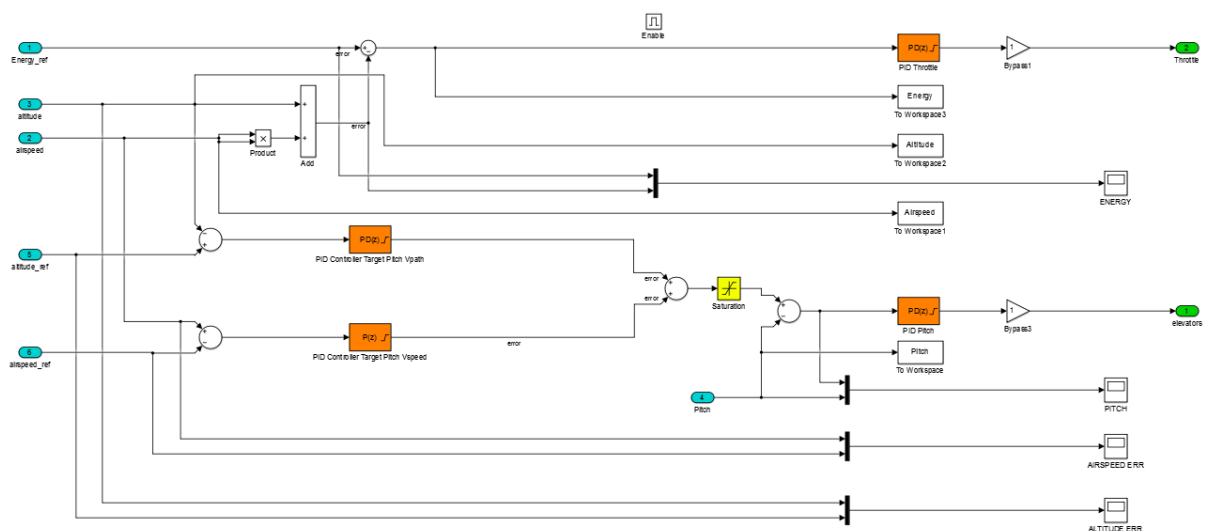 Enable
1
Energy_ref
error
PD(z)
PID Throttle
1
Bypass1
2
Throttle
3
altitude
2
airspeed
Product
Add
error
Energy
To Workspace3
Altitude
To Workspace2
ENERGY
Airspeed
To Workspace1
5
altitude_ref
PD(z)
PID Controller Target Pitch Vpath
error
error
Saturation
PD(z)
PID Pitch
1
Bypass3
1
elevators
6
airspeed_ref
P(z)
PID Controller Target Pitch Vspeed
error
Pitch
To Workspace
4
Pitch
PITCH
AIRSPEED ERR
ALTITUDE ERR